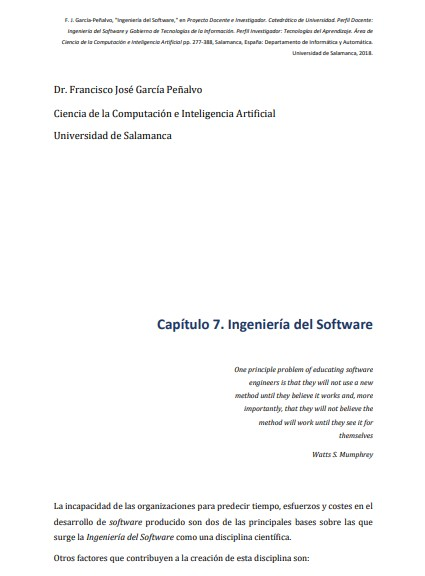 F. J. García-Peñalvo, "Ingeniería del Software," en Proyecto Docente e Investigador. Catedrático de Universidad. Perfil Docente:
Ingeniería del Software y Gobierno de Tecnologías de la Información. Perfil Investigador: Tecnologías del Aprendizaje. Área de
Ciencia de la Computación e Inteligencia Artificial pp. 277-388, Salamanca, España: Departamento de Informática y Automática.
Universidad de Salamanca, 2018.
Dr. Francisco José García Peñalvo
Ciencia de la Computación e Inteligencia Artificial
Universidad de Salamanca
Capítulo 7. Ingeniería del Software
One principle problem of educating software
engineers is that they will not use a new
method until they believe it works and, more
importantly, that they will not believe the
method will work until they see it for
themselves
Watts S. Mumphrey
La incapacidad de las organizaciones para predecir tiempo, esfuerzos y costes en el
desarrollo de software producido son dos de las principales bases sobre las que
surge la Ingeniería del Software como una disciplina científica.
Otros factores que contribuyen a la creación de esta disciplina son: